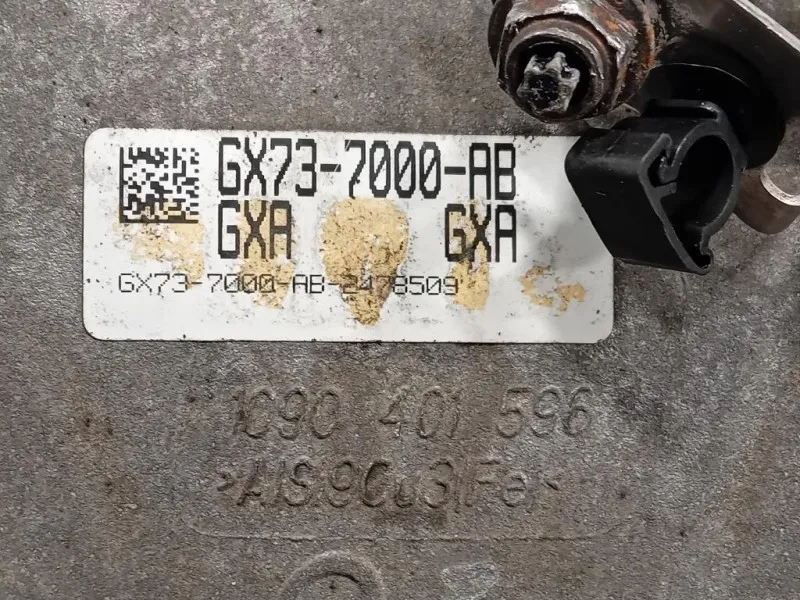 GX73-7000-AB
GXA GXA
GX73-7000-AB-2478509
1090 401 596
>AlSi9Cu3(Fe)<